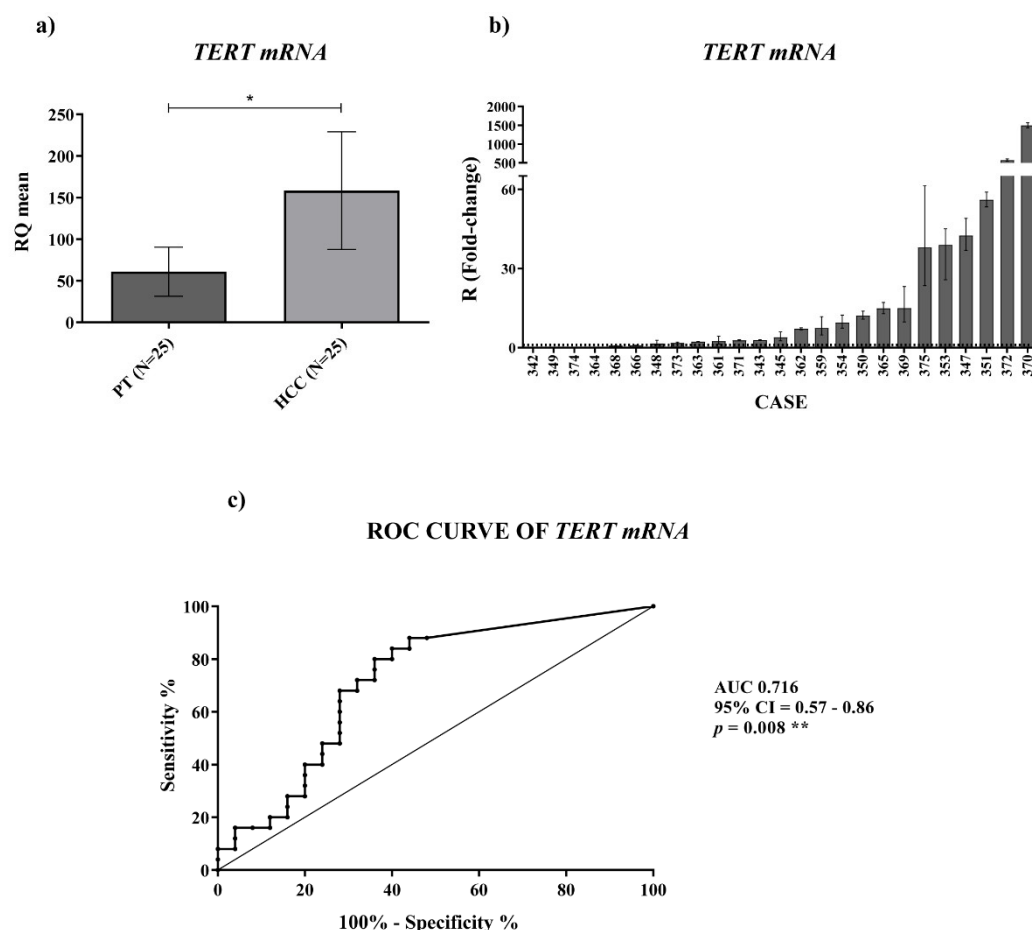 a)
TERT mRNA
*
RQ mean
250
200
150
100
50
0
PT (N=25)
HCC (N=25)
b)
TERT mRNA
R (Fold-change)
2000
1500
1000
500
60
30
0
342
349
374
364
368
366
348
373
363
361
371
343
345
362
359
354
350
365
369
375
353
347
351
372
370
CASE
c)
ROC CURVE OF TERT mRNA
Sensitivity %
100
80
60
40
20
0
0 20 40 60 80 100
100% - Specificity %
AUC 0.716
95% CI = 0.57 - 0.86
p = 0.008 **